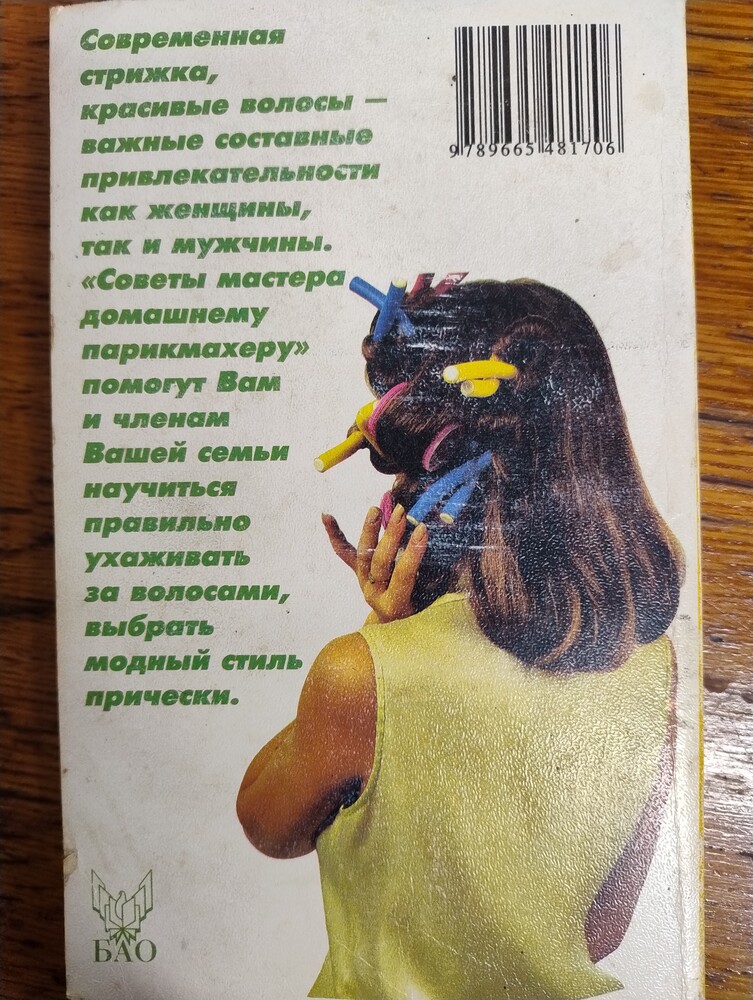 Современная
стрижка,
красивые волосы —
важные составные
привлекательности
как женщины,
так и мужчины.
«Советы мастера
домашнему
парикмахеру»
помогут Вам
и членам
Вашей семьи
научиться
правильно
ухаживать
за волосами,
выбрать
модный стиль
прически.
9 789665 481706
БАО